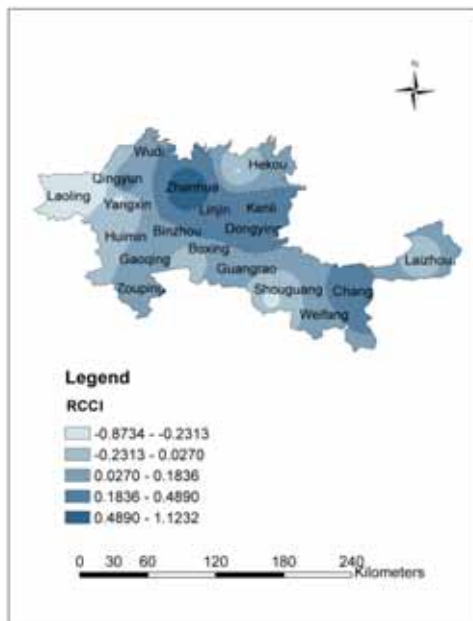 N
Wudi
Hekou
Qingyun
Zhanhua
Laoling
Yangxin
Linjin
Kenli
Huimin
Binzhou
Dongying
Boxing
Gaoqing
Guangrao
Laizhou
Zouping
Shouguang
Chang
Weifang
Legend
RCCI
-0.8734 - -0.2313
-0.2313 - 0.0270
0.0270 - 0.1836
0.1836 - 0.4890
0.4890 - 1.1232
0 30 60 120 180 240
Kilometers